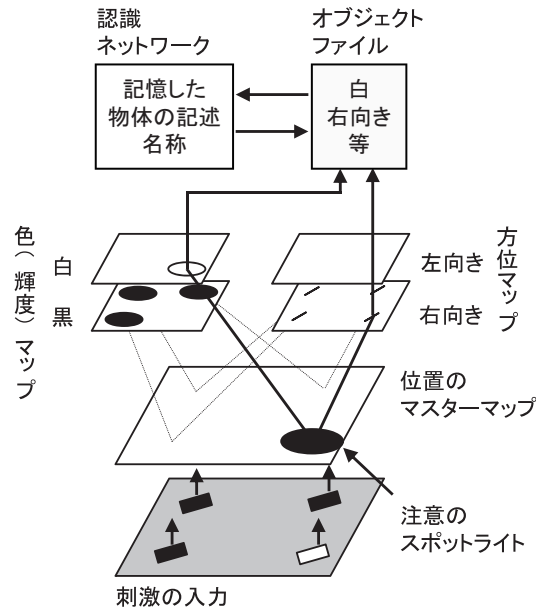 認識
ネットワーク
オブジェクト
ファイル
記憶した
物体の記述
名称
白
右向き
等
色(輝度)マップ
白
黒
左向き
右向き
方位マップ
位置の
マスターマップ
注意の
スポットライト
刺激の入力